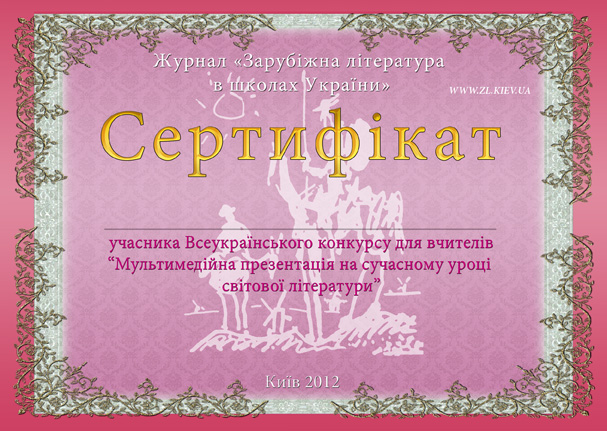 Журнал «Зарубіжна література
в школах України»
WWW.ZL.KIEV.UA
Сертифікат
учасника Всеукраїнського конкурсу для вчителів
“Мультимедійна презентація на сучасному уроці
світової літератури”
Київ 2012